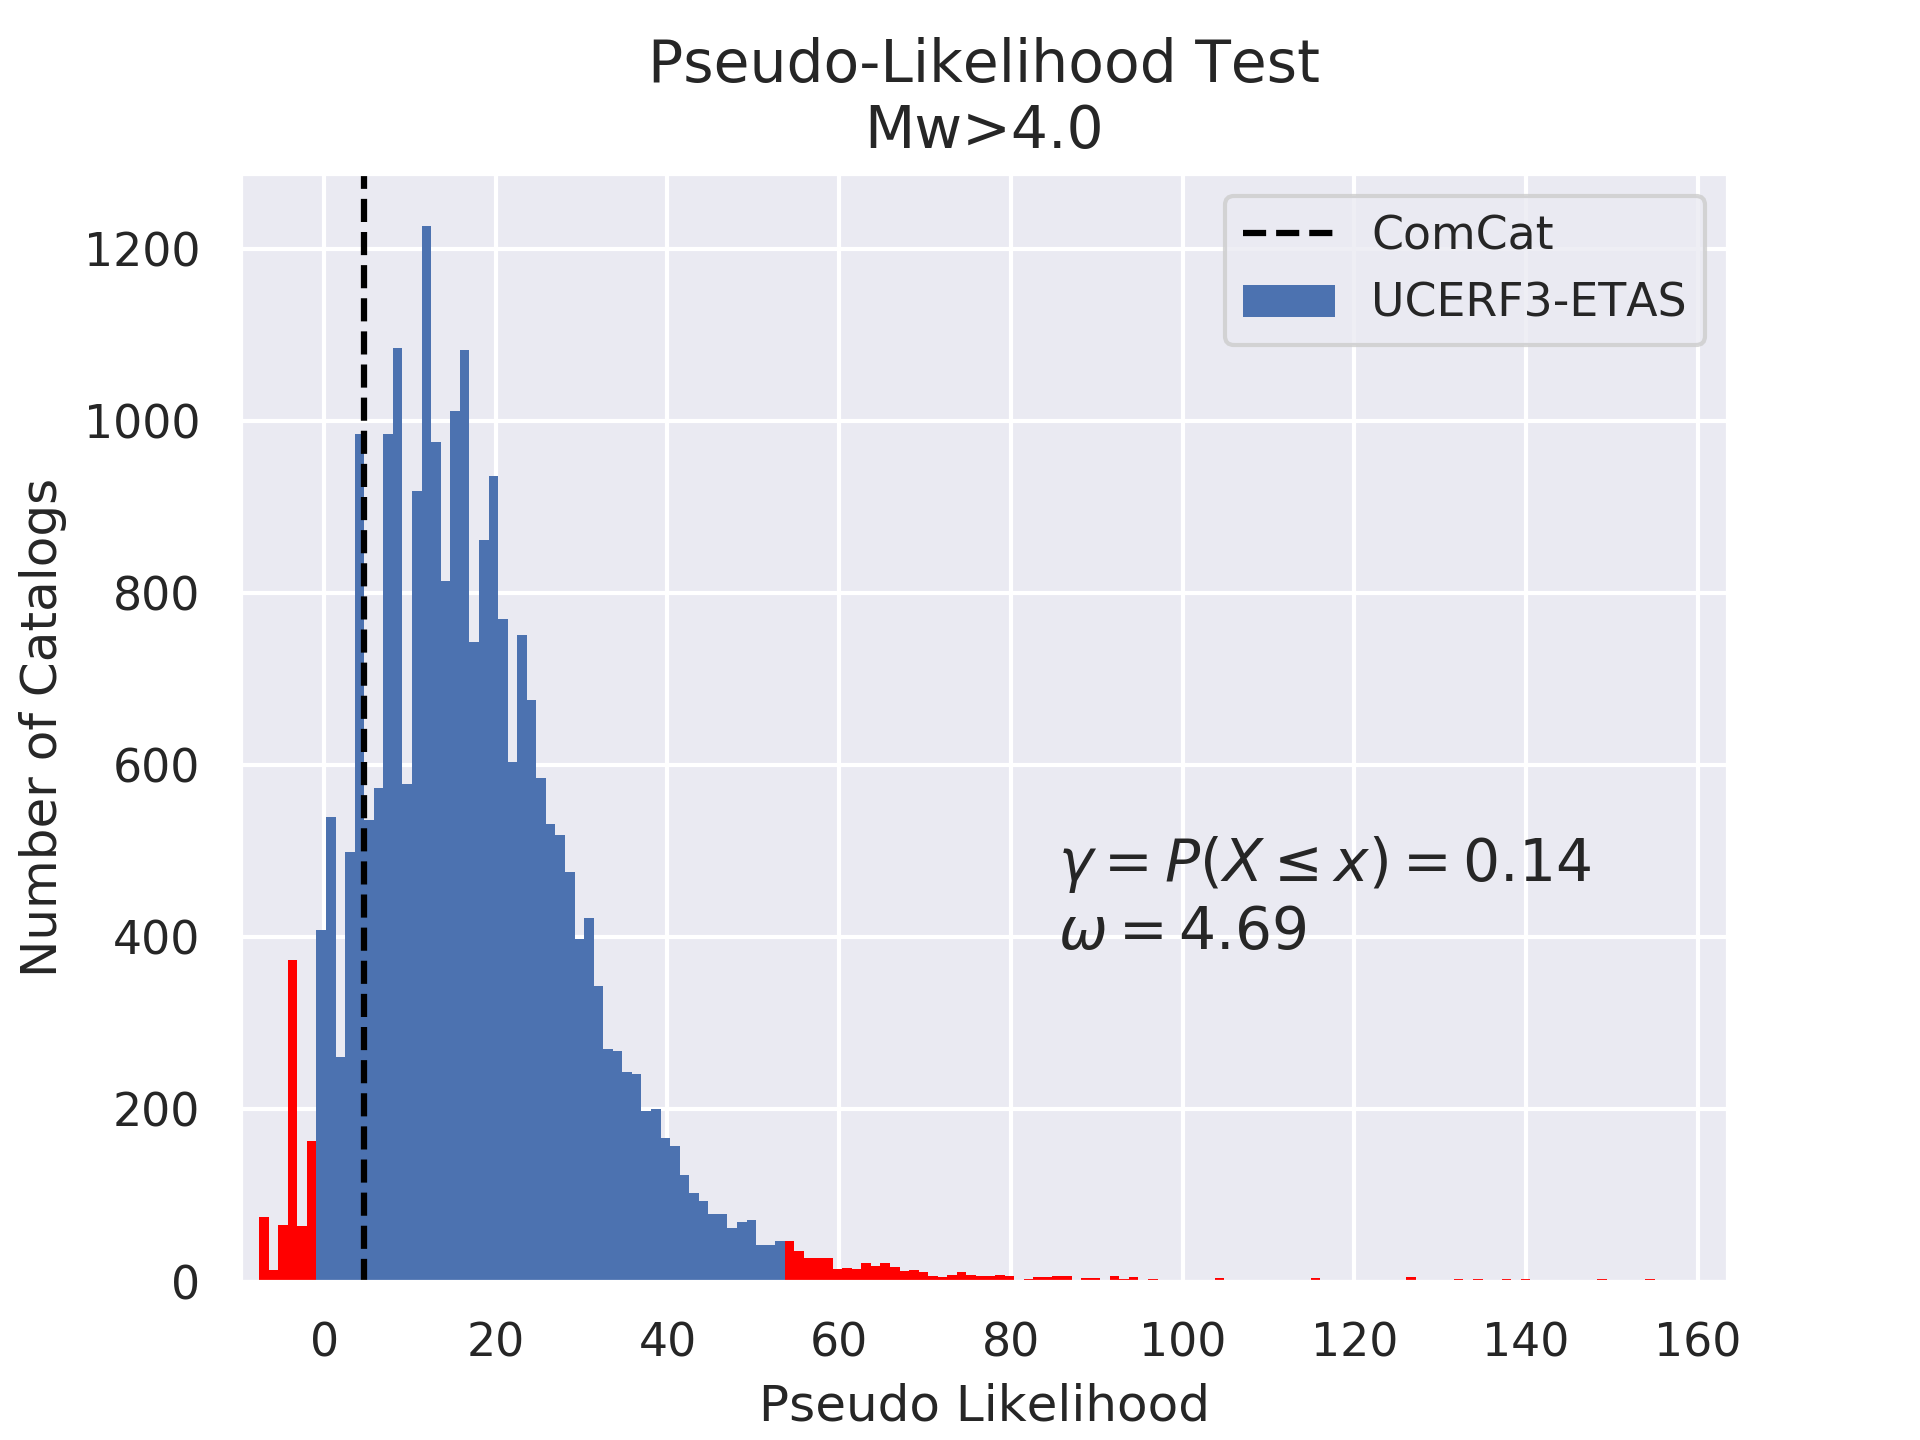 Pseudo-Likelihood Test
Mw>4.0
ComCat
UCERF3-ETAS
1200
1000
800
600
400
200
0
Number of Catalogs
γ = P(X ≤ x) = 0.14
ω = 4.69
0 20 40 60 80 100 120 140 160
Pseudo Likelihood